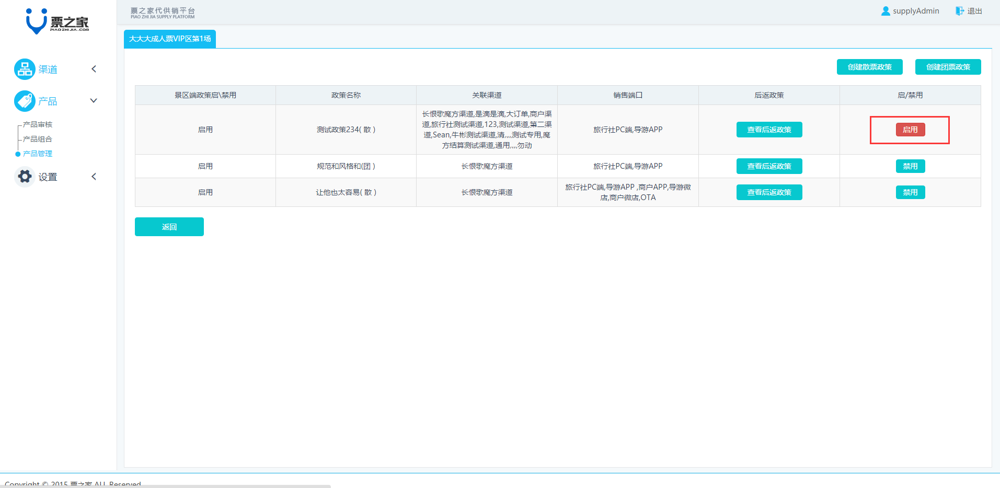 票之家
PIAOZHIJIA.COM
票之家代供销平台
PIAO ZHI JIA SUPPLY PLATFORM
supplyAdmin
退出
渠道
产品
产品审核
产品组合
产品管理
设置
大大大成人票VIP区第1场
创建散票政策
创建团票政策
景区端政策启\禁用
政策名称
关联渠道
销售端口
后返政策
启/禁用
启用
测试政策234( 散 )
长恨歌魔方渠道,是滴是滴,大订单,商户渠
道,旅行社测试渠道,123,测试渠道,第二渠
道,Sean,牛彬测试渠道,清灬测试专用,魔
方结算测试渠道,通用灬勿动
旅行社PC端,导游APP
查看后返政策
启用
启用
规范和风格和(团 )
长恨歌魔方渠道
旅行社PC端,导游APP
查看后返政策
禁用
启用
让他也太容易( 散 )
长恨歌魔方渠道
旅行社PC端,导游APP ,商户APP,导游微
店,商户微店,OTA
查看后返政策
禁用
返回
Copyright © 2015 票之家 ALL Reserved